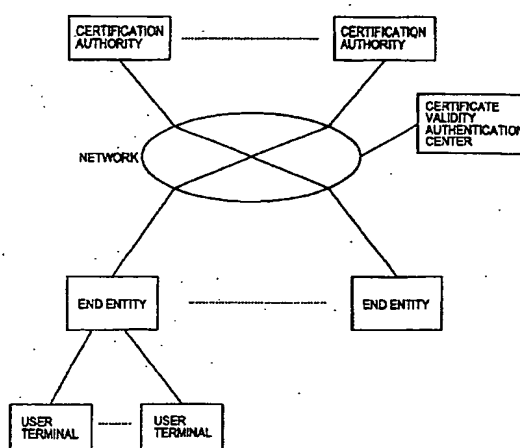 CERTIFICATION
AUTHORITY
CERTIFICATION
AUTHORITY
CERTIFICATE
VALIDITY
AUTHENTICATION
CENTER
NETWORK
END ENTITY
END ENTITY
USER
TERMINAL
USER
TERMINAL